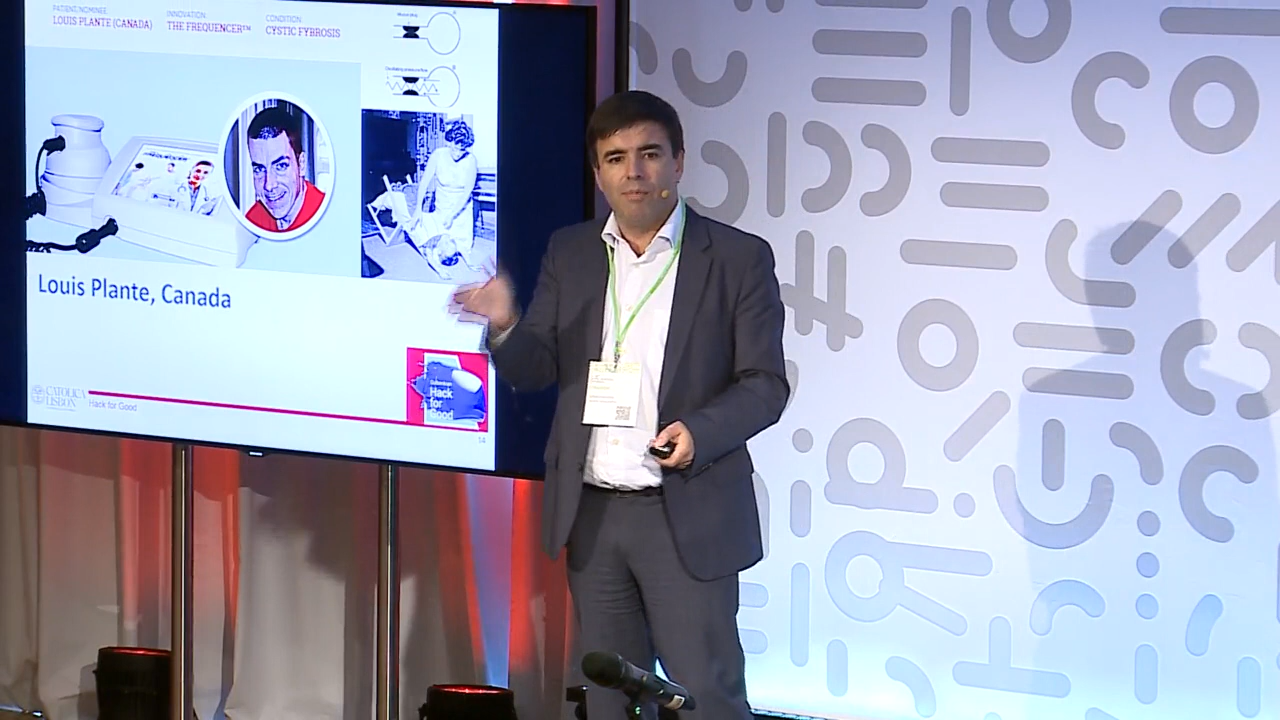 PATIENT NOMINEE: INNOVATION: CONDITION:
LOUIS PLANTE (CANADA) THE FREQUENCER™ CYSTIC FYBROSIS
Louis Plante, Canada
CATOLICA
LISBON
Hack for Good
Hack
for
Good
14